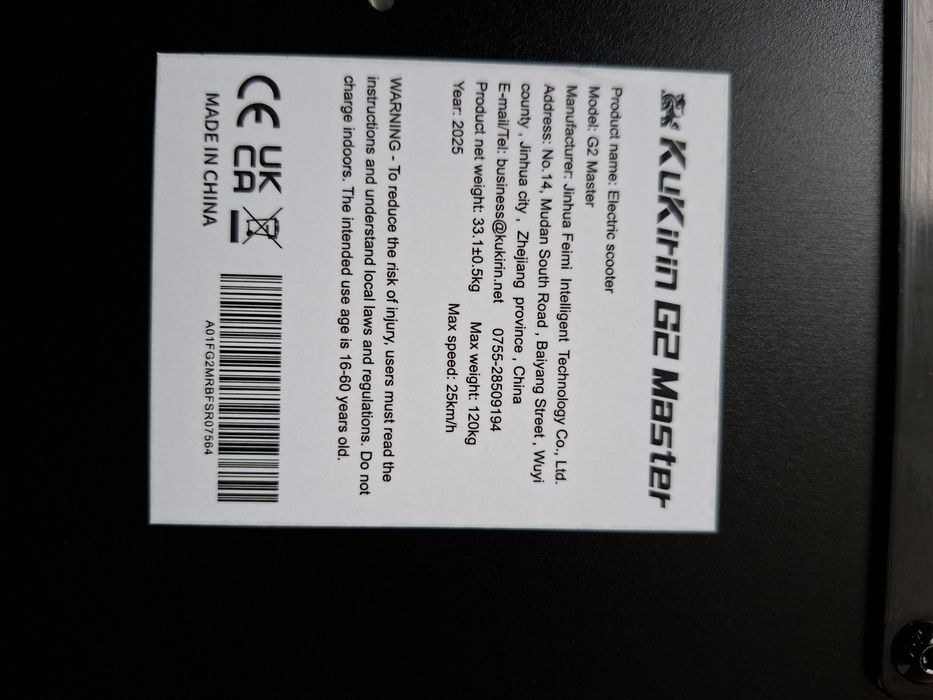 KuKirin G2 Master
Product name: Electric scooter
Model: G2 Master
Manufacturer: Jinhua Feimi Intelligent Technology Co., Ltd.
Address: No.14, Mudan South Road , Baiyang Street , Wuyi
county , Jinhua city , Zhejiang province , China
E-mail/Tel: business@kukirin.net 0755-28509194
Product net weight: 33.1±0.5kg Max weight: 120kg
Year: 2025 Max speed: 25km/h
WARNING - To reduce the risk of injury, users must read the
instructions and understand local laws and regulations. Do not
charge indoors. The intended use age is 16-60 years old.
CE UK
CA
MADE IN CHINA
A01FG2MRBFSR07564